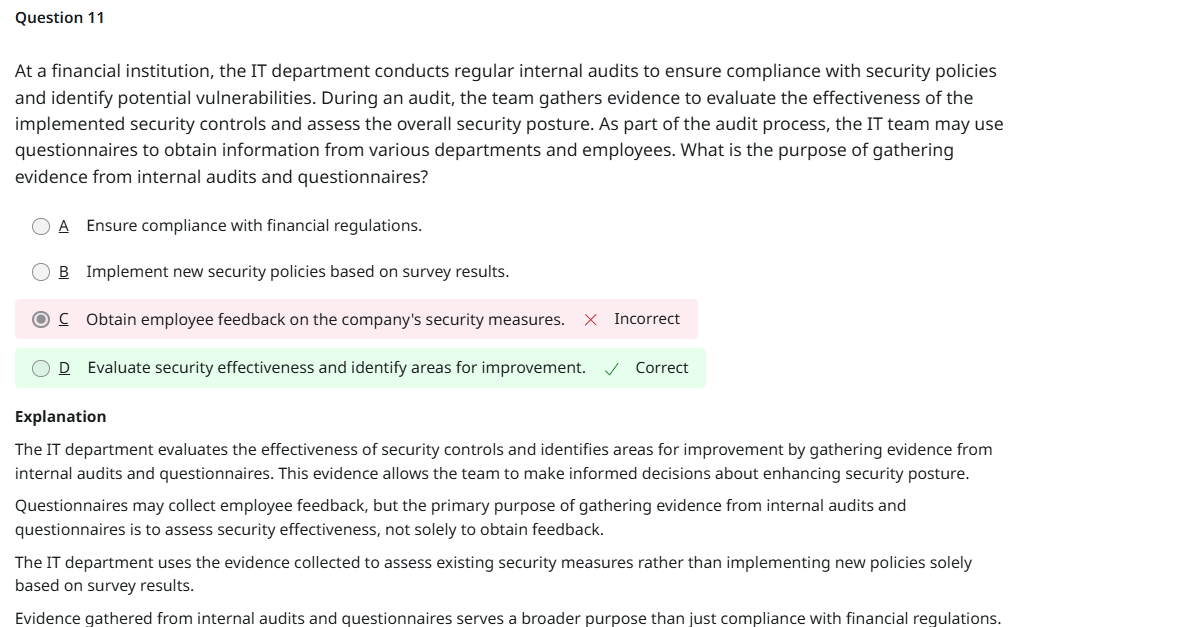 Question 11
At a financial institution, the IT department conducts regular internal audits to ensure compliance with security policies
and identify potential vulnerabilities. During an audit, the team gathers evidence to evaluate the effectiveness of the
implemented security controls and assess the overall security posture. As part of the audit process, the IT team may use
questionnaires to obtain information from various departments and employees. What is the purpose of gathering
evidence from internal audits and questionnaires?
A Ensure compliance with financial regulations.
B Implement new security policies based on survey results.
C Obtain employee feedback on the company's security measures. Incorrect
D Evaluate security effectiveness and identify areas for improvement. Correct
Explanation
The IT department evaluates the effectiveness of security controls and identifies areas for improvement by gathering evidence from
internal audits and questionnaires. This evidence allows the team to make informed decisions about enhancing security posture.
Questionnaires may collect employee feedback, but the primary purpose of gathering evidence from internal audits and
questionnaires is to assess security effectiveness, not solely to obtain feedback.
The IT department uses the evidence collected to assess existing security measures rather than implementing new policies solely
based on survey results.
Evidence gathered from internal audits and questionnaires serves a broader purpose than just compliance with financial regulations.